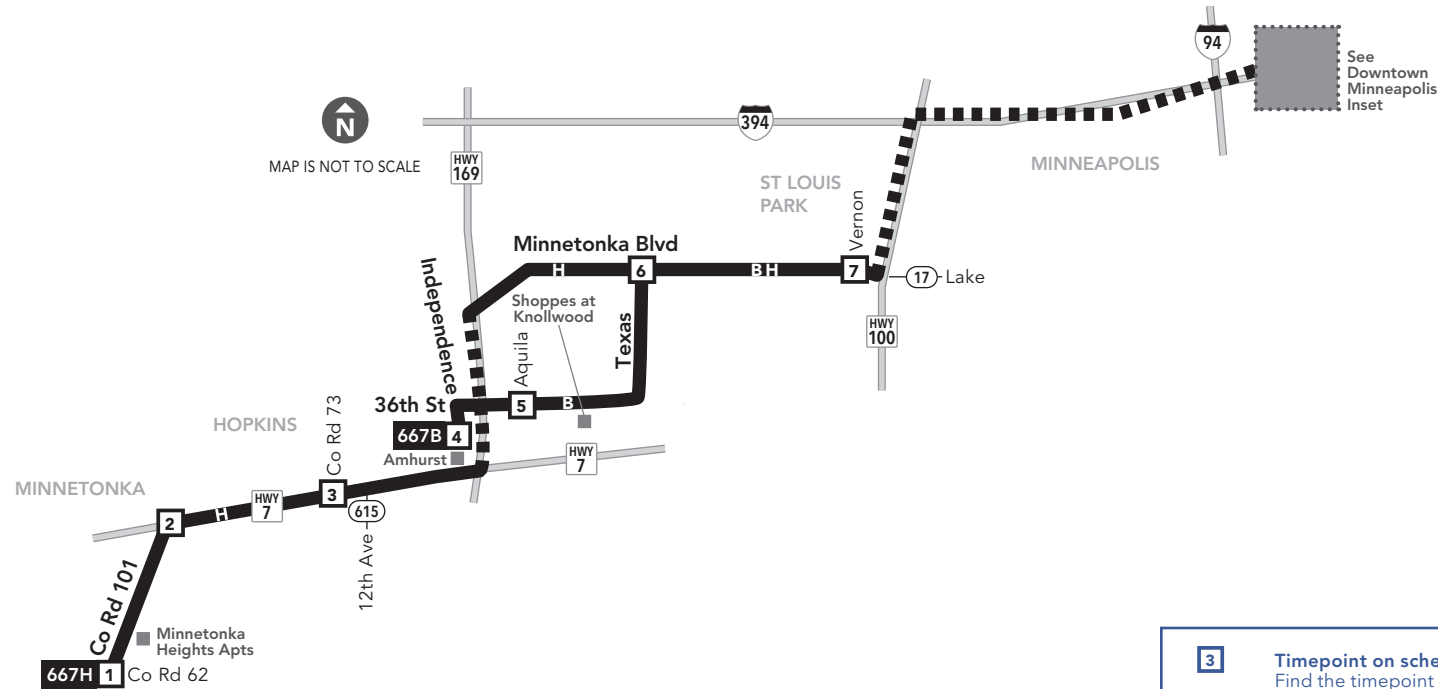 94
See
Downtown
Minneapolis
Inset
N
MAP IS NOT TO SCALE
394
HWY
169
MINNEAPOLIS
ST LOUIS
PARK
Vernon
Minnetonka Blvd
H
6
B H
7
17
Lake
Independence
Shoppes at
Knollwood
Aquila
Texas
HWY
100
36th St
5
B
HOPKINS
Co Rd 73
667B 4
Amhurst
HWY
7
MINNETONKA
3
2
H
HWY
7
615
12th Ave
Co Rd 101
Minnetonka
Heights Apts
667H 1 Co Rd 62
3
Timepoint on sche
Find the timepoint